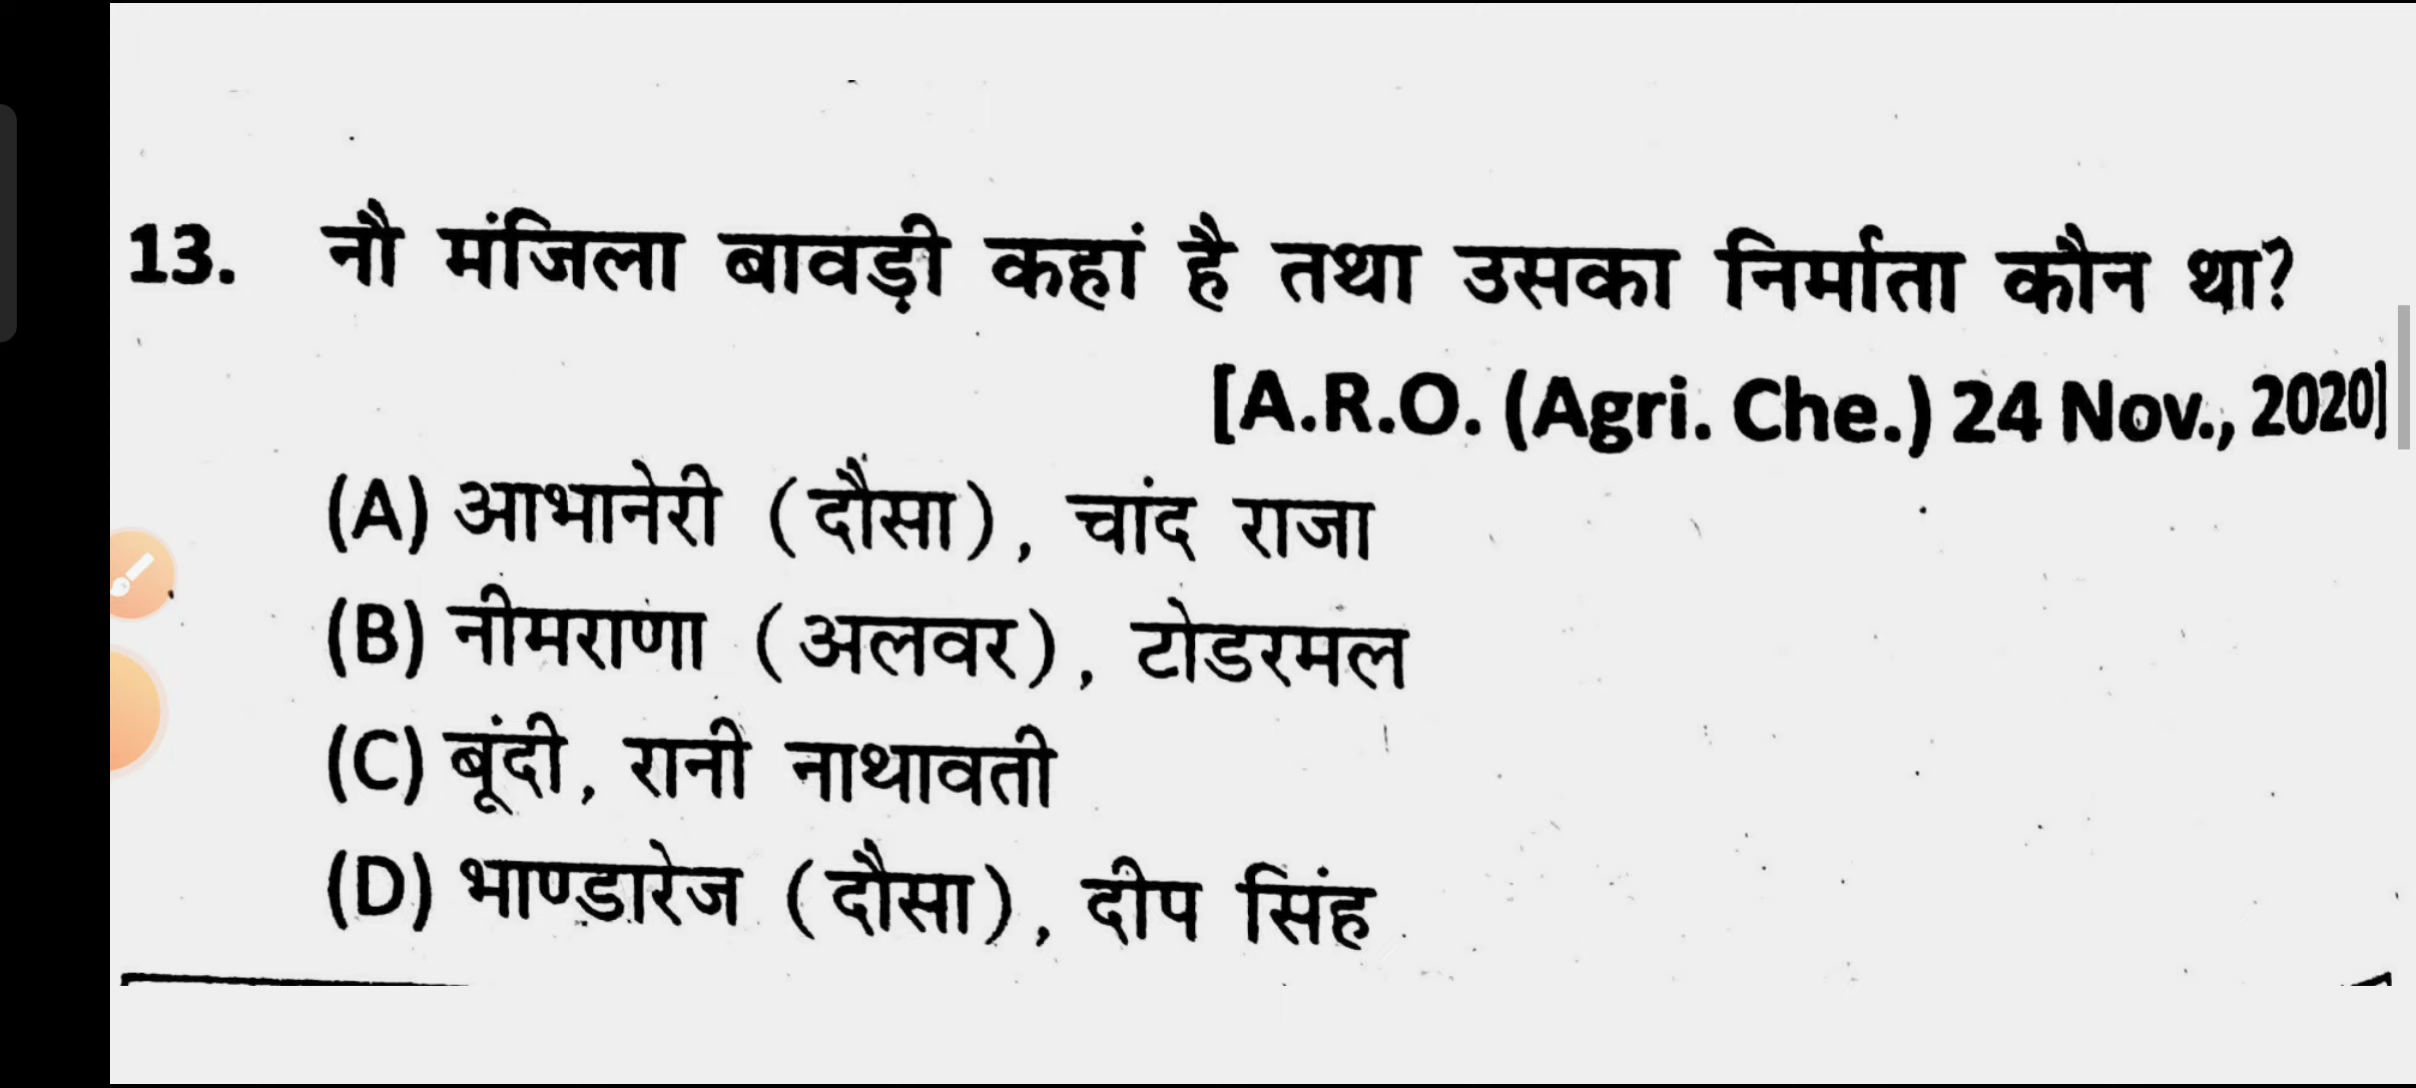 13. नौ मंजिला बावड़ी कहां है तथा उसका निर्माता कौन था?
[A.R.O. (Agri. Che.) 24 Nov., 2020]
(A) आभानेरी (दौसा), चांद राजा
(B) नीमराणा (अलवर), टोडरमल
(C) बूंदी, रानी नाथावती
(D) भाण्डारेज (दौसा), दीप सिंह